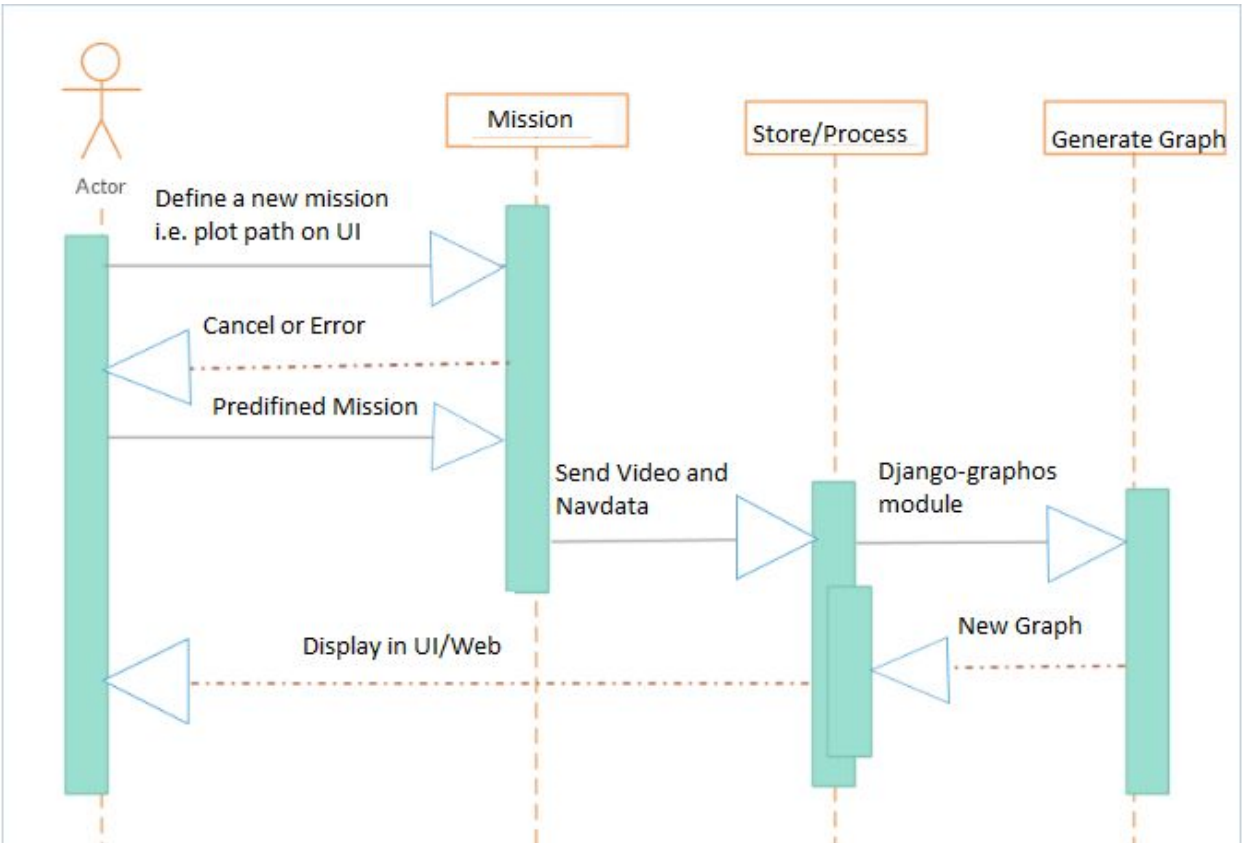 Mission
Store/Process
Generate Graph
Actor
Define a new mission
i.e. plot path on UI
Cancel or Error
Predifined Mission
Send Video and
Navdata
Django-graphos
module
New Graph
Display in UI/Web